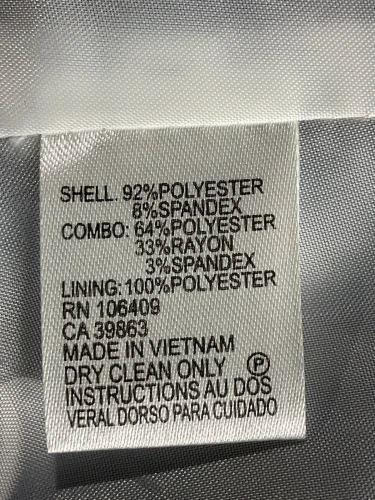 SHELL: 92%POLYESTER
8%SPANDEX
COMBO: 64%POLYESTER
33%RAYON
3%SPANDEX
LINING:100%POLYESTER
RN 106409
CA 39863
MADE IN VIETNAM
DRY CLEAN ONLY Ⓟ
INSTRUCTIONS AU DOS
VERAL DORSO PARA CUIDADO